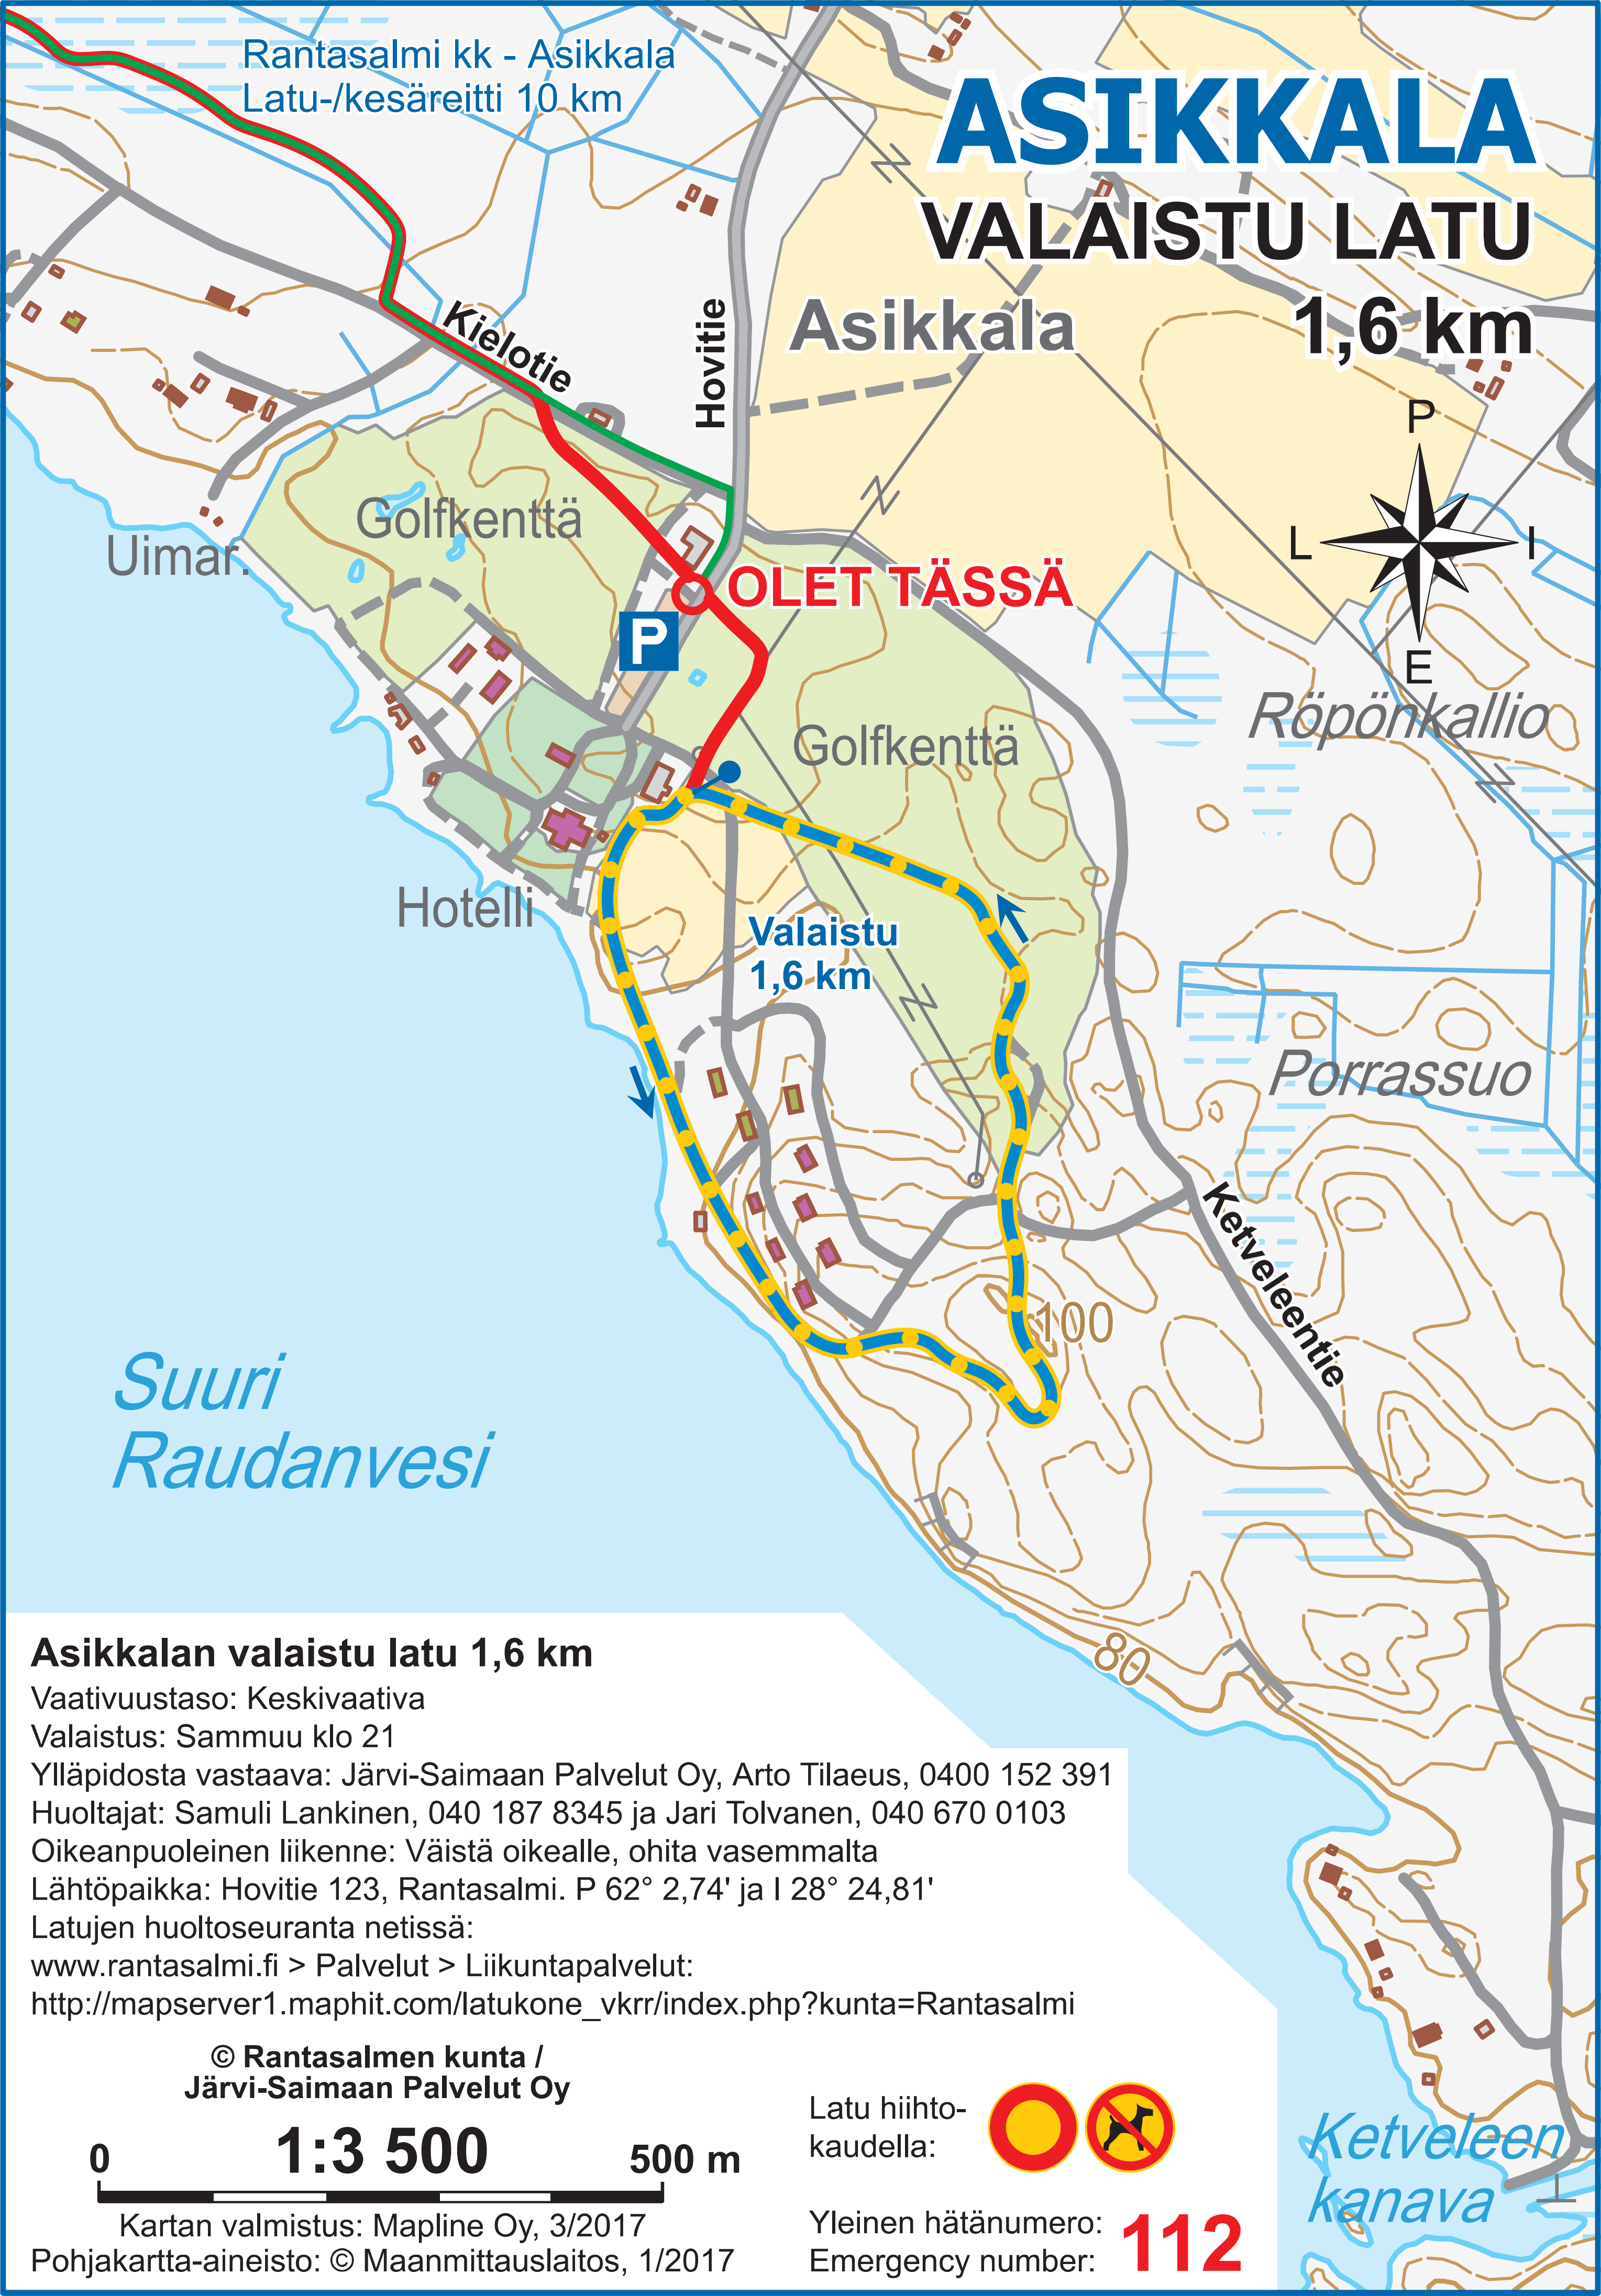 Rantasalmi kk - Asikkala
Latu-/kesäreitti 10 km
ASIKKALA
VALAISTU LATU
1,6 km
Asikkala
Kielotie
Hovitie
P
L
I
E
Golfkenttä
Uimar.
OLET TÄSSÄ
P
Röpönkallio
Golfkenttä
Hotelli
Valaistu
1,6 km
Porrassuo
Ketveleentie
100
Suuri
Raudanvesi
80
Asikkalan valaistu latu 1,6 km
Vaativuustaso: Keskivaativa
Valaistus: Sammuu klo 21
Ylläpidosta vastaava: Järvi-Saimaan Palvelut Oy, Arto Tilaeus, 0400 152 391
Huoltajat: Samuli Lankinen, 040 187 8345 ja Jari Tolvanen, 040 670 0103
Oikeanpuoleinen liikenne: Väistä oikealle, ohita vasemmalta
Lähtöpaikka: Hovitie 123, Rantasalmi. P 62° 2,74' ja I 28° 24,81'
Latujen huoltoseuranta netissä:
www.rantasalmi.fi > Palvelut > Liikuntapalvelut:
http://mapserver1.maphit.com/latukone_vkrr/index.php?kunta=Rantasalmi
© Rantasalmen kunta /
Järvi-Saimaan Palvelut Oy
0 1:3 500 500 m
Kartan valmistus: Mapline Oy, 3/2017
Pohjakartta-aineisto: © Maanmittauslaitos, 1/2017
Latu hiihto-
kaudella:
Yleinen hätänumero:
Emergency number:
112
Ketveleen
kanava